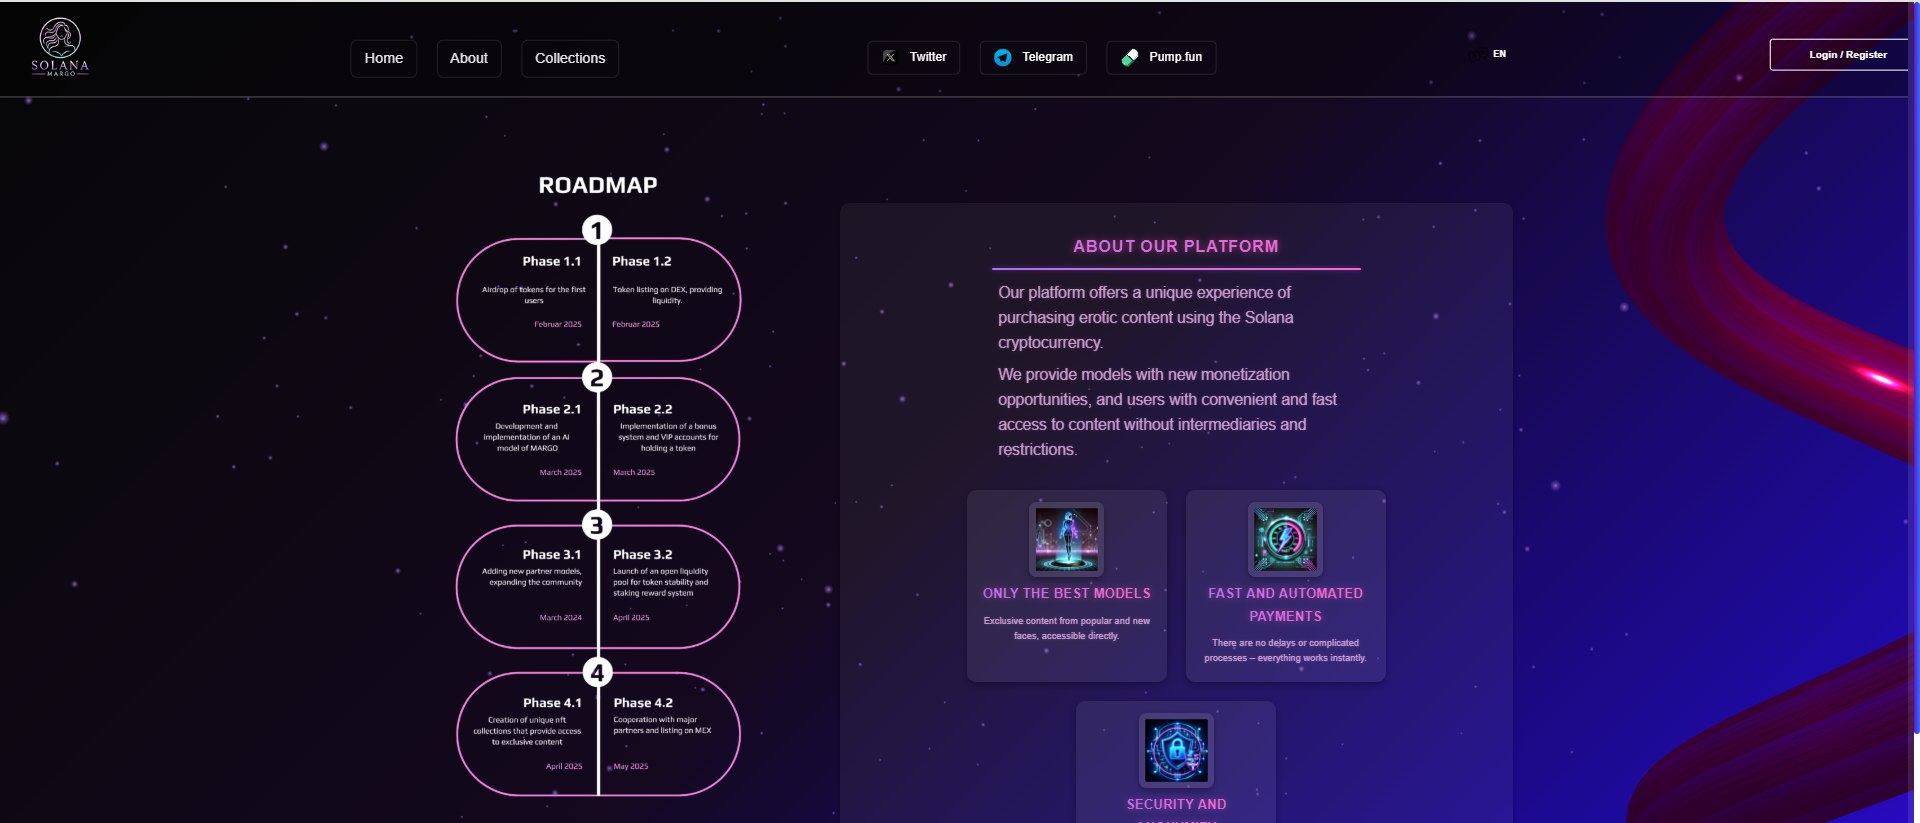 SOLANA
MARGO
Home
About
Collections
Twitter
Telegram
Pump.fun
EN
Login / Register
ROADMAP
1
Phase 1.1
Airdrop of tokens for the first
users
Februar 2025
Phase 1.2
Token listing on DEX, providing
liquidity.
Februar 2025
2
Phase 2.1
Development and
implementation of an AI
model of MARGO
March 2025
Phase 2.2
Implementation of a bonus
system and VIP accounts for
holding a token
March 2025
3
Phase 3.1
Adding new partner models,
expanding the community
March 2024
Phase 3.2
Launch of an open liquidity
pool for token stability and
staking reward system
April 2025
4
Phase 4.1
Creation of unique nft
collections that provide access
to exclusive content
April 2025
Phase 4.2
Cooperation with major
partners and listing on MEX
May 2025
ABOUT OUR PLATFORM
Our platform offers a unique experience of
purchasing erotic content using the Solana
cryptocurrency.
We provide models with new monetization
opportunities, and users with convenient and fast
access to content without intermediaries and
restrictions.
ONLY THE BEST MODELS
Exclusive content from popular and new
faces, accessible directly.
FAST AND AUTOMATED
PAYMENTS
There are no delays or complicated
processes – everything works instantly.
SECURITY AND